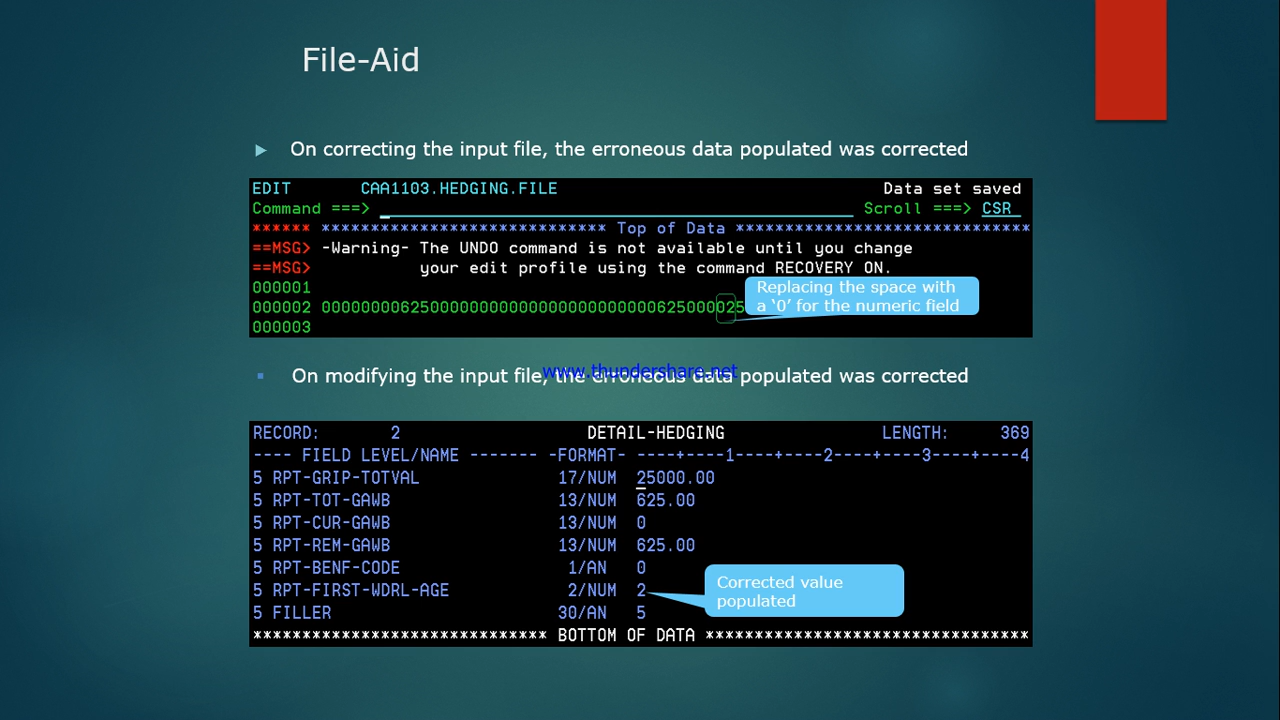 File-Aid
On correcting the input file, the erroneous data populated was corrected
EDIT CAA1103.HEDGING.FILE Data set saved
Command ===> Scroll ===> CSR
****** ***************************** Top of Data ******************************
==MSG> -Warning- The UNDO command is not available until you change
==MSG> your edit profile using the command RECOVERY ON.
000001
000002 0000000062500000000000000000000000625000025
000003
Replacing the space with
a ‘0’ for the numeric field
www.thundershare.net
On modifying the input file, the erroneous data populated was corrected
RECORD: 2 DETAIL-HEDGING LENGTH: 369
---- FIELD LEVEL/NAME ------- -FORMAT- ----+----1----+----2----+----3----+----4
5 RPT-GRIP-TOTVAL 17/NUM 25000.00
5 RPT-TOT-GAWB 13/NUM 625.00
5 RPT-CUR-GAWB 13/NUM 0
5 RPT-REM-GAWB 13/NUM 625.00
5 RPT-BENF-CODE 1/AN 0
5 RPT-FIRST-WDRL-AGE 2/NUM 2
5 FILLER 30/AN 5
Corrected value
populated
****************************** BOTTOM OF DATA *********************************